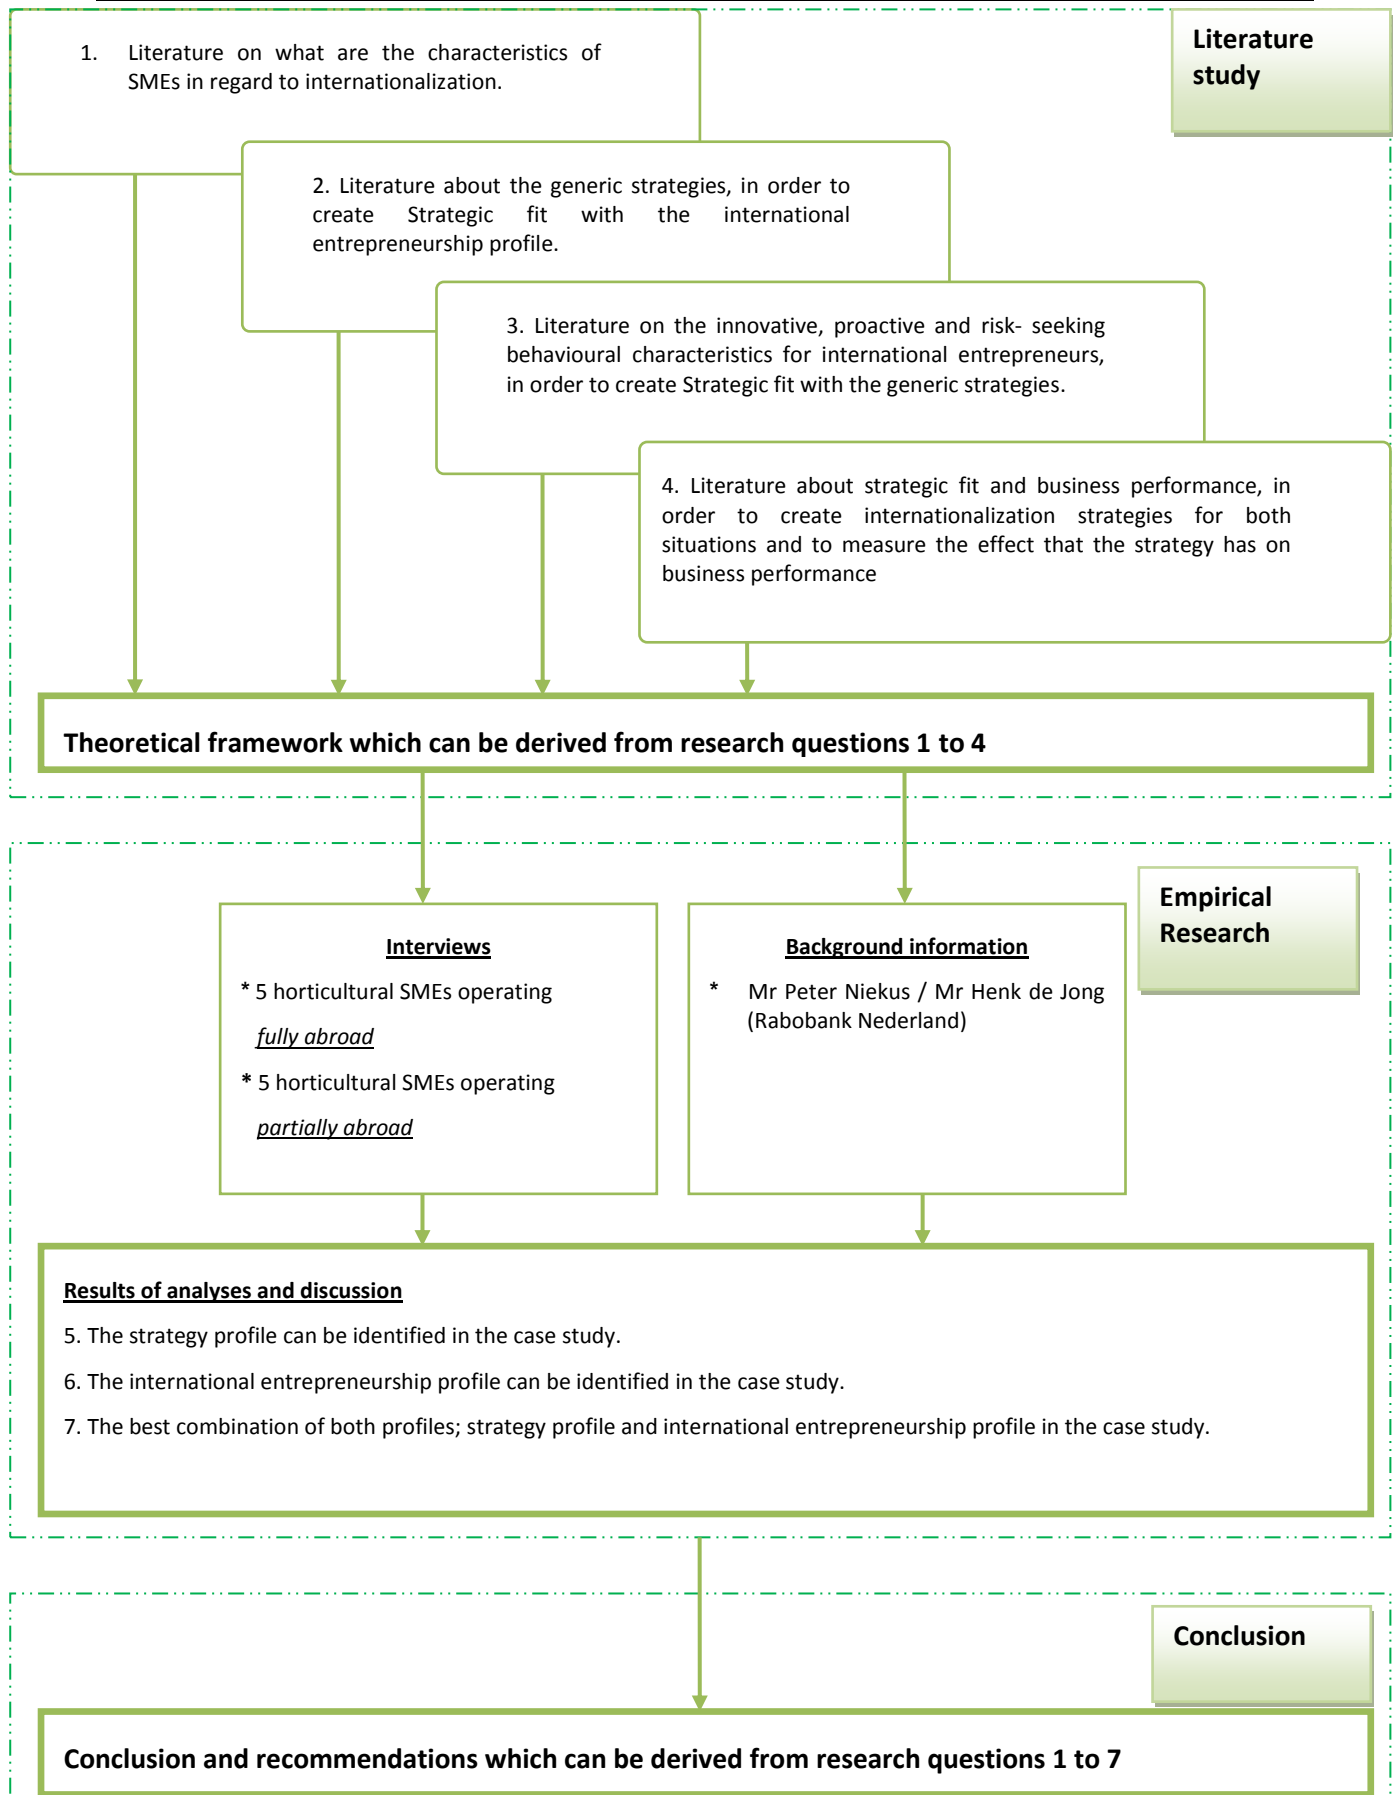 Literature
study
1. Literature on what are the characteristics of
SMEs in regard to internationalization.
2. Literature about the generic strategies, in order to
create Strategic fit with the international
entrepreneurship profile.
3. Literature on the innovative, proactive and risk- seeking
behavioural characteristics for international entrepreneurs,
in order to create Strategic fit with the generic strategies.
4. Literature about strategic fit and business performance, in
order to create internationalization strategies for both
situations and to measure the effect that the strategy has on
business performance
Theoretical framework which can be derived from research questions 1 to 4
Empirical
Research
Interviews
* 5 horticultural SMEs operating
fully abroad
* 5 horticultural SMEs operating
partially abroad
Background information
* Mr Peter Niekus / Mr Henk de Jong
(Rabobank Nederland)
Results of analyses and discussion
5. The strategy profile can be identified in the case study.
6. The international entrepreneurship profile can be identified in the case study.
7. The best combination of both profiles; strategy profile and international entrepreneurship profile in the case study.
Conclusion
Conclusion and recommendations which can be derived from research questions 1 to 7